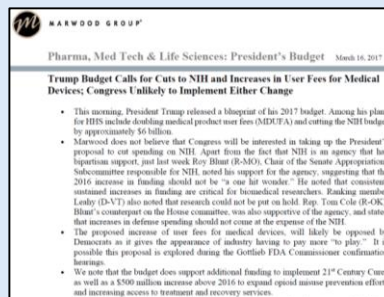 m MARWOOD GROUP
Pharma, Med Tech & Life Sciences: President's Budget March 16, 2017
Trump Budget Calls for Cuts to NIH and Increases in User Fees for Medical
Devices; Congress Unlikely to Implement Either Change
• This morning, President Trump released a blueprint of his 2017 budget. Among his plan
for HHS include doubling medical product user fees (MDUFA) and cutting the NIH budge
by approximately $6 billion.
• Marwood does not believe that Congress will be interested in taking up the President'
proposal to cut spending on NIH. Apart from the fact that NIH is an agency that ha
bipartisan support, just last week Roy Blunt (R-MO), Chair of the Senate Appropriation
Subcommittee responsible for NIH, noted his support for the agency, suggesting that th
2016 increase in funding should not be "a one hit wonder." He noted that consisten
sustained increases in funding are critical for biomedical researchers. Ranking membe
Leahy (D-VT) also noted that research could not be put on hold. Rep. Tom Cole (R-OK
Blunt's counterpart on the House committee, was also supportive of the agency, and state
that increases in defense spending should not come at the expense of the NIH.
• The proposed increase of user fees for medical devices, will likely be opposed b
Democrats as it gives the appearance of industry having to pay more "to play." It i
possible this proposal is explored during the Gottlieb FDA Commissioner confirmatio
hearings.
• We note that the budget does support additional funding to implement 21st Century Cure
as well as a $500 million increase above 2016 to expand opioid misuse prevention effor
and increasing access to treatment and recovery services.